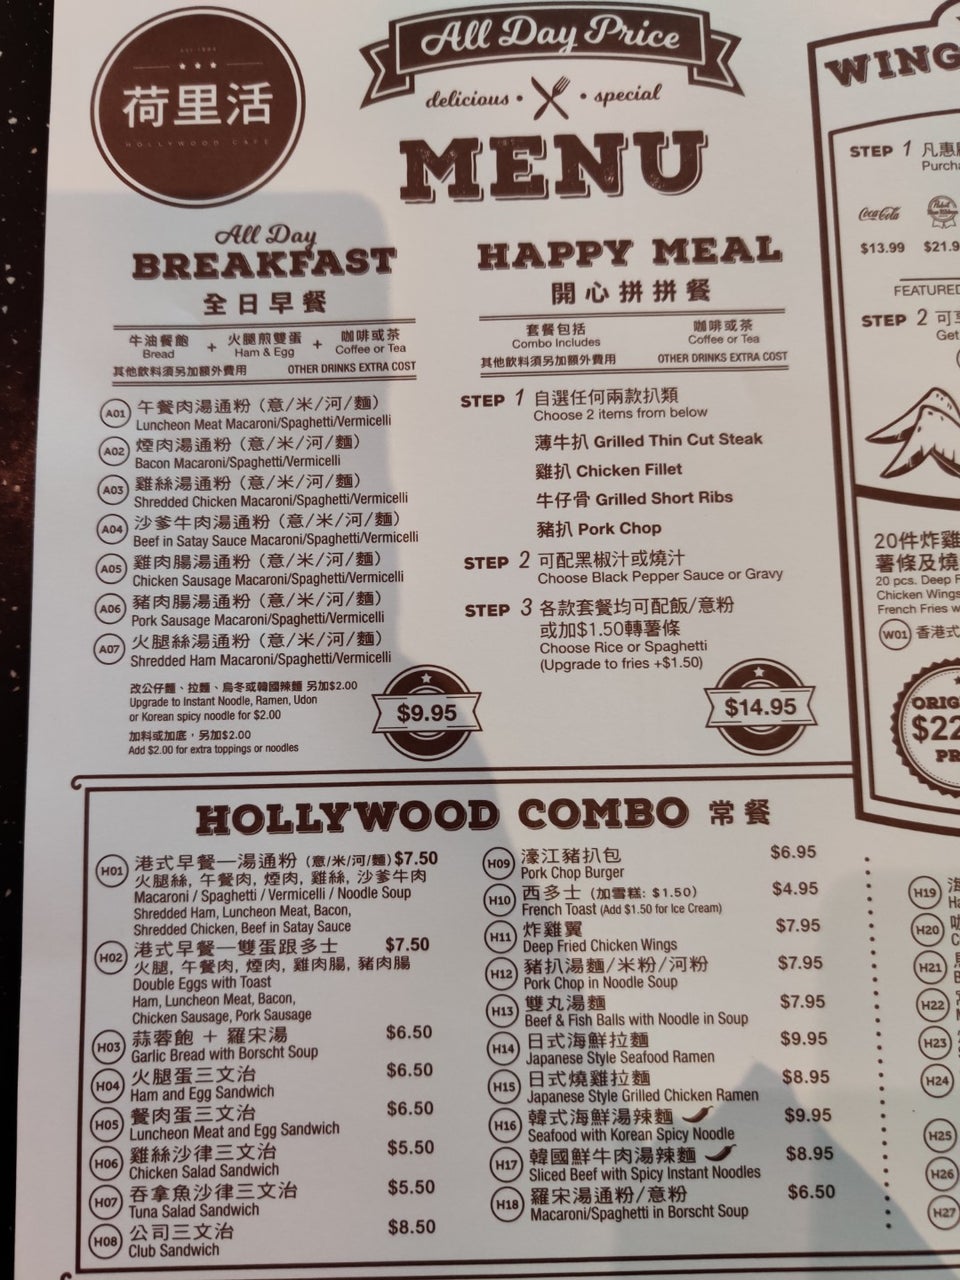 EST 1994
荷里活
HOLLYWOOD CAFE
All Day Price
delicious • • special
MENU
All Day
BREAKFAST
全日早餐
牛油餐飽 + 火腿煎雙蛋 + 咖啡或茶
Bread Ham & Egg Coffee or Tea
其他飲料須另加額外費用 OTHER DRINKS EXTRA COST
A01 午餐肉湯通粉（意/米/河/麵）
Luncheon Meat Macaroni/Spaghetti/Vermicelli
A02 煙肉湯通粉（意/米/河/麵）
Bacon Macaroni/Spaghetti/Vermicelli
A03 雞絲湯通粉（意/米/河/麵）
Shredded Chicken Macaroni/Spaghetti/Vermicelli
A04 沙爹牛肉湯通粉（意/米/河/麵）
Beef in Satay Sauce Macaroni/Spaghetti/Vermicelli
A05 雞肉腸湯通粉（意/米/河/麵）
Chicken Sausage Macaroni/Spaghetti/Vermicelli
A06 豬肉腸湯通粉（意/米/河/麵）
Pork Sausage Macaroni/Spaghetti/Vermicelli
A07 火腿絲湯通粉（意/米/河/麵）
Shredded Ham Macaroni/Spaghetti/Vermicelli
改公仔麵、拉麵、烏冬或韓國辣麵 另加$2.00
Upgrade to Instant Noodle, Ramen, Udon
or Korean spicy noodle for $2.00
加料或加底，另加$2.00
Add $2.00 for extra toppings or noodles
$9.95
HAPPY MEAL
開心拼拼餐
套餐包括 咖啡或茶
Combo Includes Coffee or Tea
其他飲料須另加額外費用 OTHER DRINKS EXTRA COST
STEP 1 自選任何兩款扒類
Choose 2 items from below
薄牛扒 Grilled Thin Cut Steak
雞扒 Chicken Fillet
牛仔骨 Grilled Short Ribs
豬扒 Pork Chop
STEP 2 可配黑椒汁或燒汁
Choose Black Pepper Sauce or Gravy
STEP 3 各款套餐均可配飯/意粉
或加$1.50轉薯條
Choose Rice or Spaghetti
(Upgrade to fries +$1.50)
$14.95
WING
STEP 1 凡惠
Purcha
Coca-Cola Pabst Blue Ribbon
$13.99 $21.9
FEATURED
STEP 2 可
Get
20件炸雞
薯條及燒
20 pcs. Deep F
Chicken Wings
French Fries w
W01 香港式
ORIG
$22
PR
HOLLYWOOD COMBO 常餐
H01 港式早餐—湯通粉（意/米/河/麵）$7.50
火腿絲, 午餐肉, 煙肉, 雞絲, 沙爹牛肉
Macaroni / Spaghetti / Vermicelli / Noodle Soup
Shredded Ham, Luncheon Meat, Bacon,
Shredded Chicken, Beef in Satay Sauce
H02 港式早餐—雙蛋跟多士 $7.50
火腿, 午餐肉, 煙肉, 雞肉腸, 豬肉腸
Double Eggs with Toast
Ham, Luncheon Meat, Bacon,
Chicken Sausage, Pork Sausage
H03 蒜蓉飽 ＋ 羅宋湯 $6.50
Garlic Bread with Borscht Soup
H04 火腿蛋三文治 $6.50
Ham and Egg Sandwich
H05 餐肉蛋三文治 $6.50
Luncheon Meat and Egg Sandwich
H06 雞絲沙律三文治 $5.50
Chicken Salad Sandwich
H07 吞拿魚沙律三文治 $5.50
Tuna Salad Sandwich
H08 公司三文治 $8.50
Club Sandwich
H09 濠江豬扒包 $6.95
Pork Chop Burger
H10 西多士（加雪糕: $1.50） $4.95
French Toast (Add $1.50 for Ice Cream)
H11 炸雞翼 $7.95
Deep Fried Chicken Wings
H12 豬扒湯麵/米粉/河粉 $7.95
Pork Chop in Noodle Soup
H13 雙丸湯麵 $7.95
Beef & Fish Balls with Noodle in Soup
H14 日式海鮮拉麵 $9.95
Japanese Style Seafood Ramen
H15 日式燒雞拉麵 $8.95
Japanese Style Grilled Chicken Ramen
H16 韓式海鮮湯辣麵 $9.95
Seafood with Korean Spicy Noodle
H17 韓國鮮牛肉湯辣麵 $8.95
Sliced Beef with Spicy Instant Noodles
H18 羅宋湯通粉/意粉 $6.50
Macaroni/Spaghetti in Borscht Soup
H19
H20
H21
H22
H23
H24
H25
H26
H27